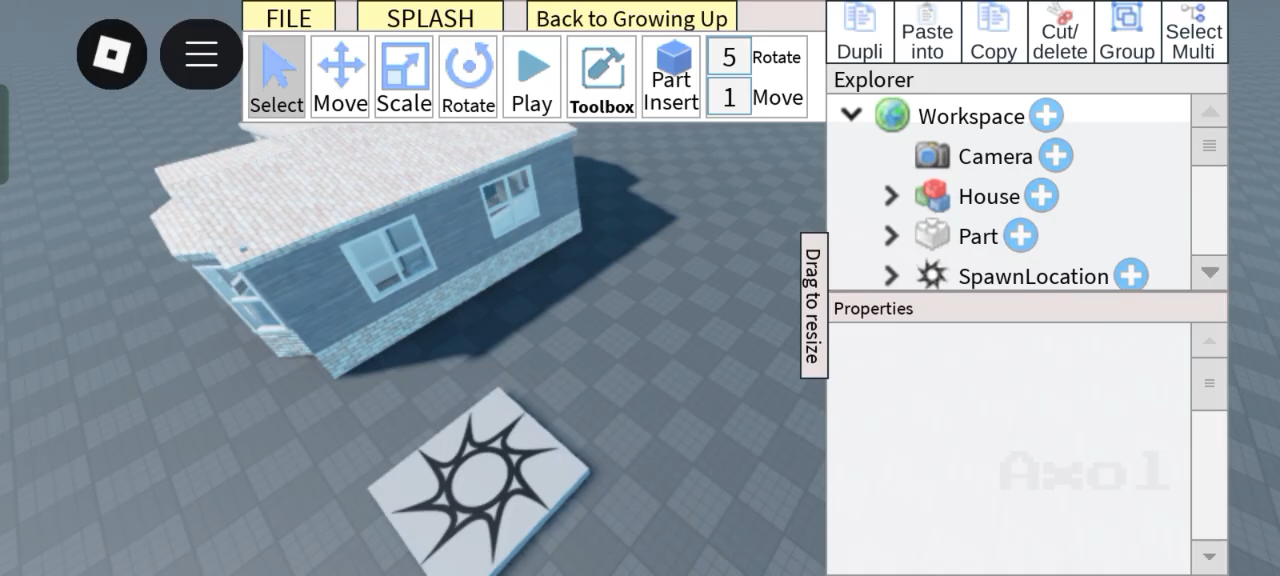 FILE
SPLASH
Back to Growing Up
Select
Move
Scale
Rotate
Play
Toolbox
Part
Insert
5
Rotate
1
Move
Dupli
Paste
into
Copy
Cut/
delete
Group
Select
Multi
Explorer
Workspace
Camera
House
Part
SpawnLocation
Drag to resize
Properties
Axol